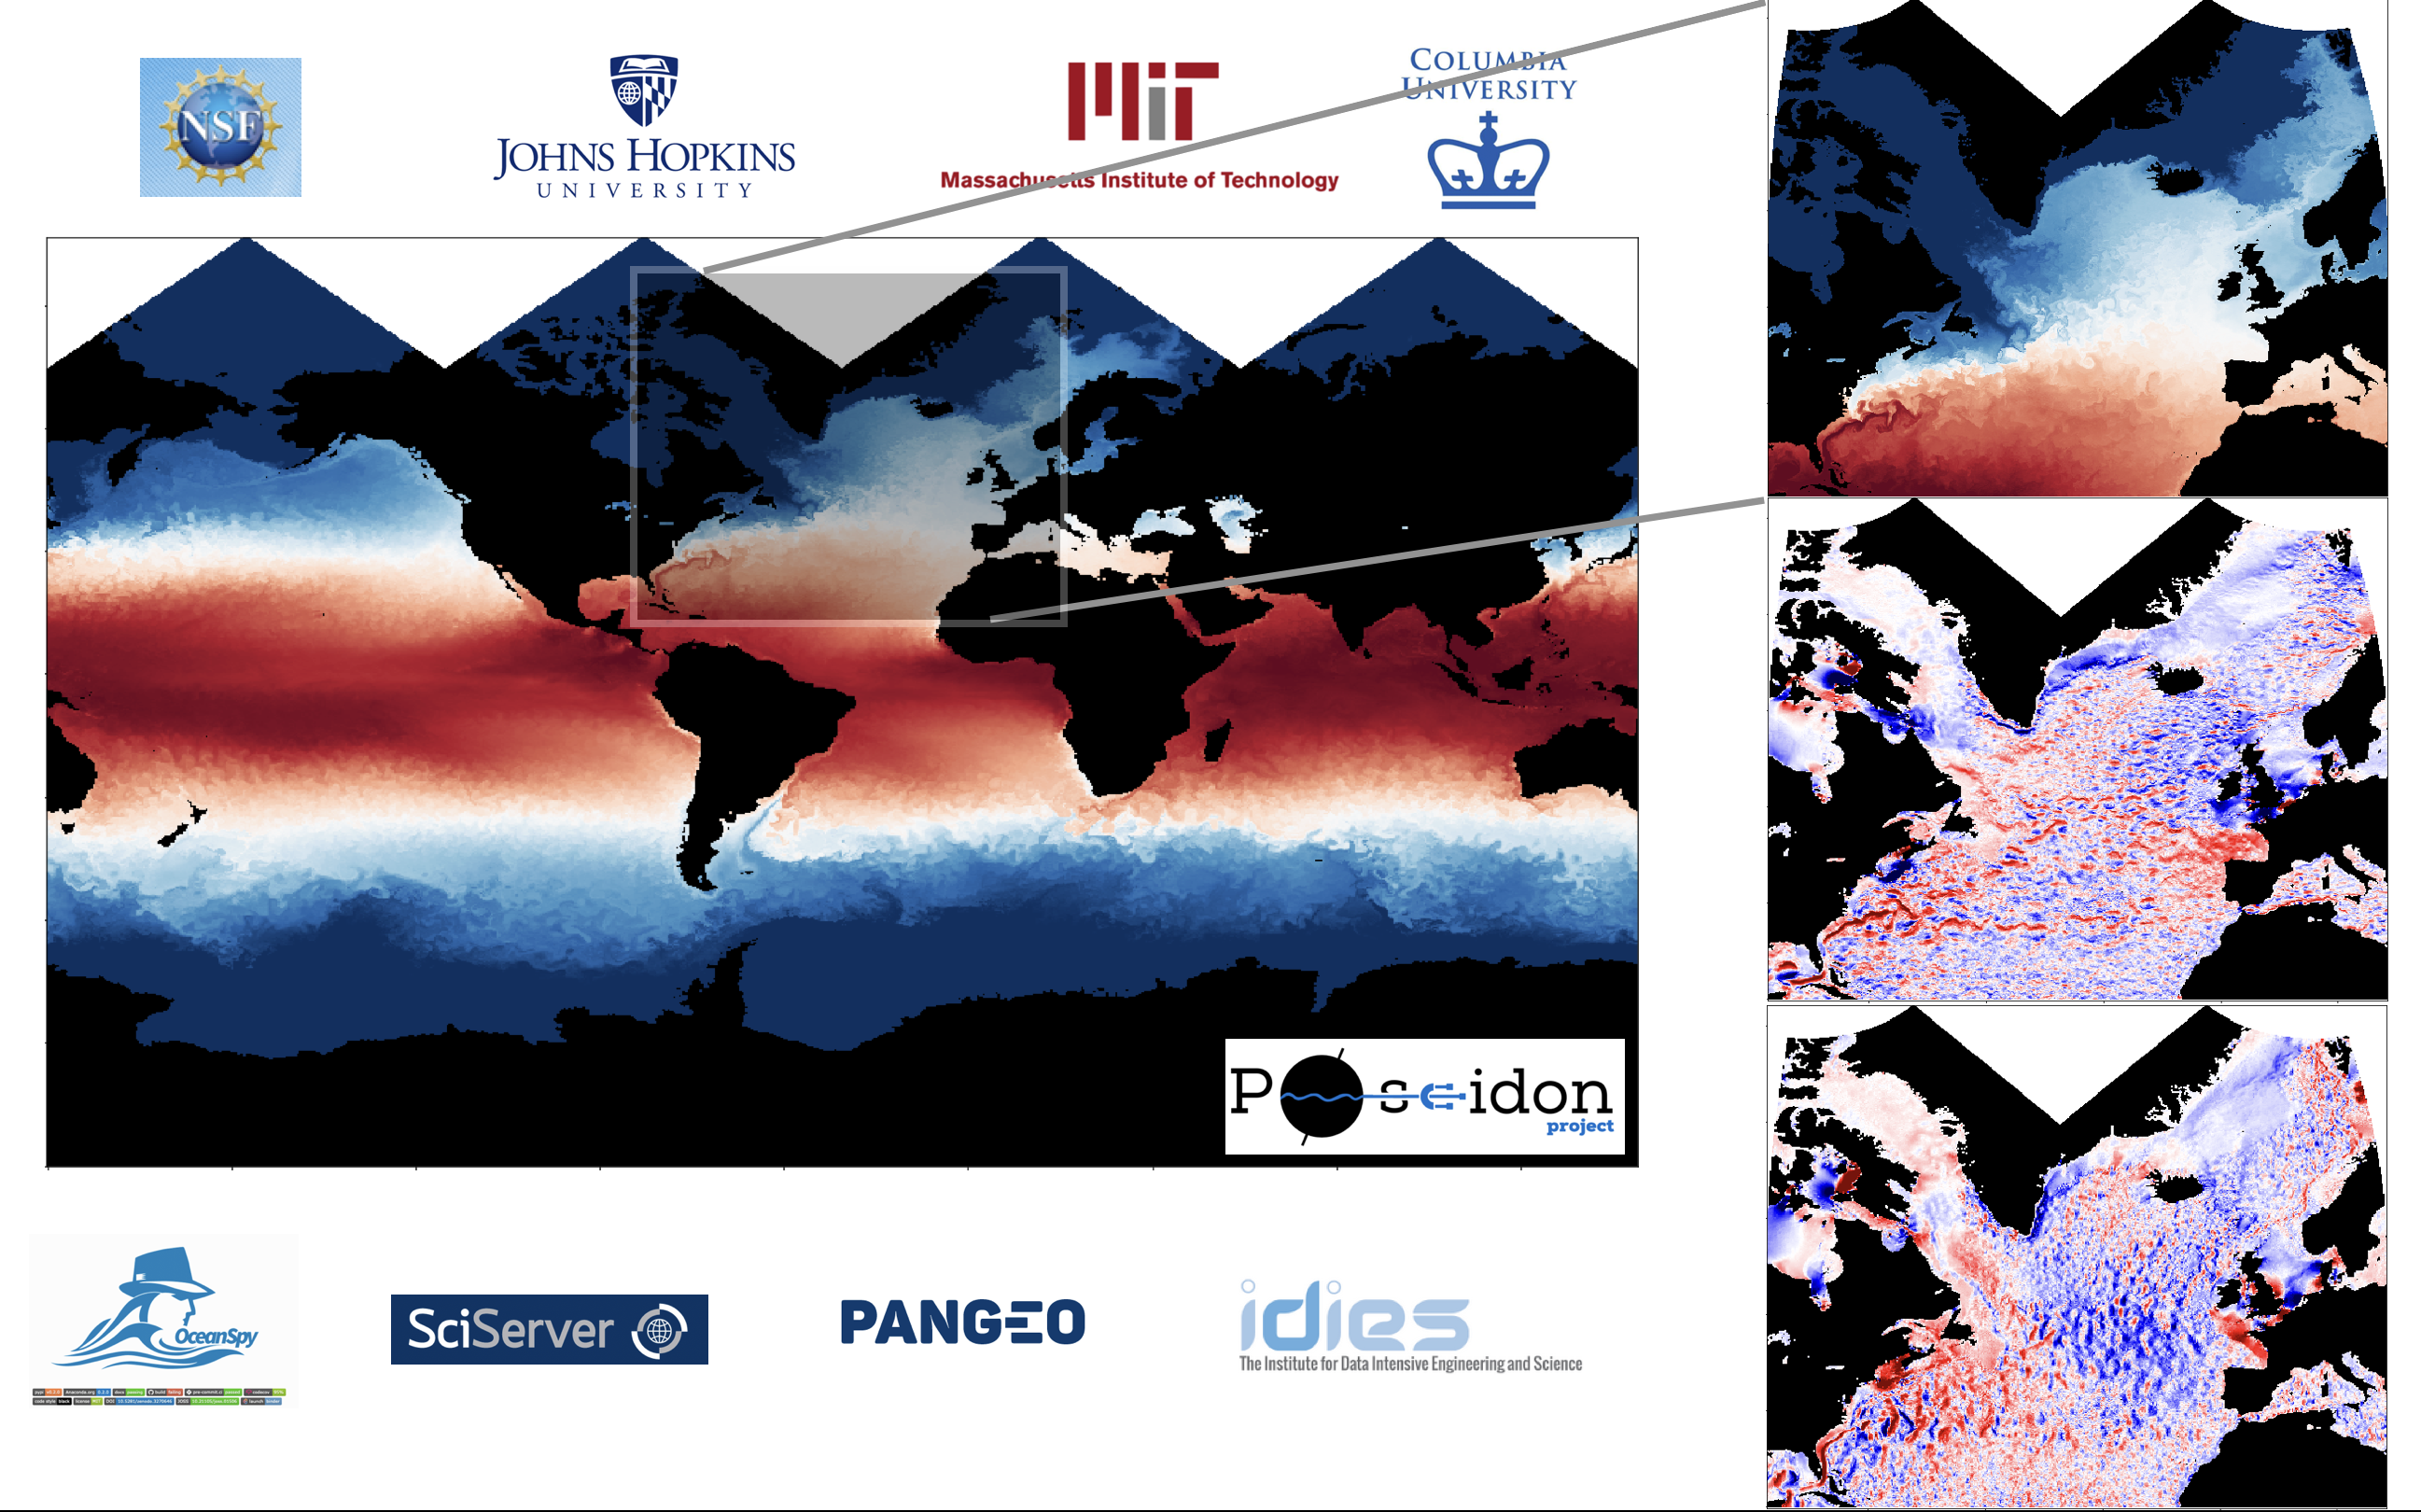 NSF
JOHNS HOPKINS
UNIVERSITY
MIT
Massachusetts Institute of Technology
COLUMBIA
UNIVERSITY
Poseidon
project
OceanSpy
SciServer
PANGEO
idies
The Institute for Data Intensive Engineering and Science